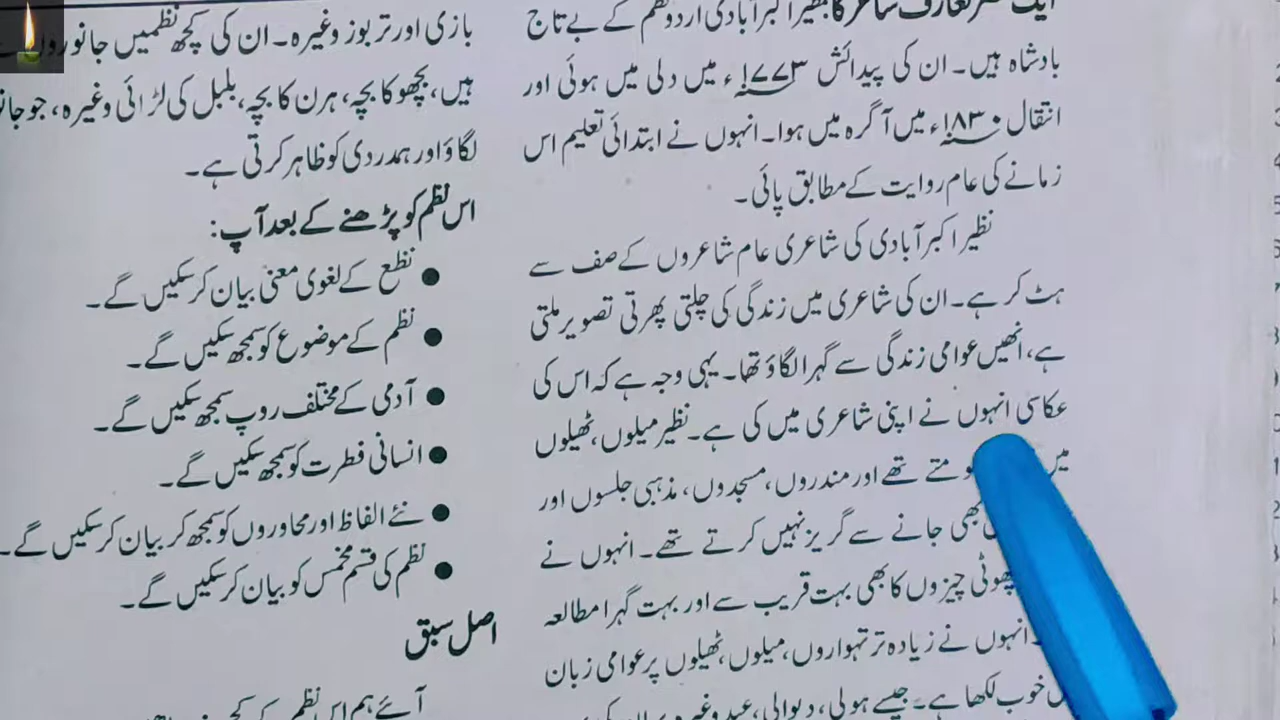 ایک مختصر تعارف شاعر کا: نظیر اکبر آبادی اردو نظم کے بے تاج
بادشاہ ہیں۔ ان کی پیدائش ۱۷۷۳ء میں دلی میں ہوئی اور
انتقال ۱۸۳۰ء میں آگرہ میں ہوا۔ انہوں نے ابتدائی تعلیم اس
زمانے کی عام روایت کے مطابق پائی۔
نظیر اکبر آبادی کی شاعری عام شاعروں کے صف سے
ہٹ کر ہے۔ ان کی شاعری میں زندگی کی چلتی پھرتی تصویر ملتی
ہے، انھیں عوامی زندگی سے گہرا لگاؤ تھا۔ یہی وجہ ہے کہ اس کی
عکاسی انہوں نے اپنی شاعری میں کی ہے۔ نظیر میلوں، ٹھیلوں
میں متے تھے اور مندروں، مسجدوں، مذہبی جلسوں اور
بھی جانے سے گریز نہیں کرتے تھے۔ انہوں نے
چھوٹی چیزوں کا بھی بہت قریب سے اور بہت گہرا مطالعہ
انہوں نے زیادہ تر تہواروں، میلوں، ٹھیلوں پر عوامی زبان
خوب لکھا ہے۔ جیسے ہولی، دیوالی، عید وغیرہ
بازی اور تربوز وغیرہ۔ ان کی کچھ نظمیں جانوروں
ہیں، بچھو کا بچہ، ہرن کا بچہ، بلبل کی لڑائی وغیرہ، جو
لگاؤ اور ہمدردی کو ظاہر کرتی ہے۔
اس نظم کو پڑھنے کے بعد آپ:
● نظع کے لغوی معنی بیان کر سکیں گے۔
● نظم کے موضوع کو سمجھ سکیں گے۔
● آدمی کے مختلف روپ سمجھ سکیں گے۔
● انسانی فطرت کو سمجھ سکیں گے۔
● نئے الفاظ اور محاوروں کو سمجھ کر بیان کر سکیں گے۔
● نظم کی قسم مخمس کو بیان کر سکیں گے۔
اصل سبق
آئے ہم اس نظم کے کچھ